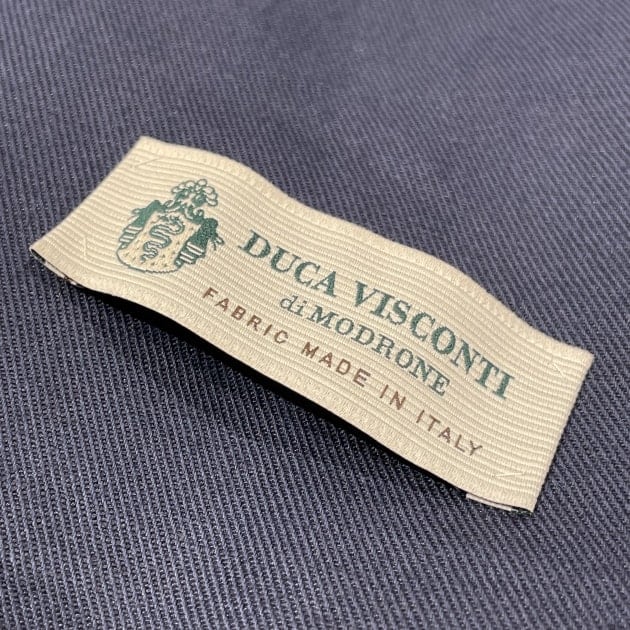 DUCA VISCONTI
di MODRONE
FABRIC MADE IN ITALY